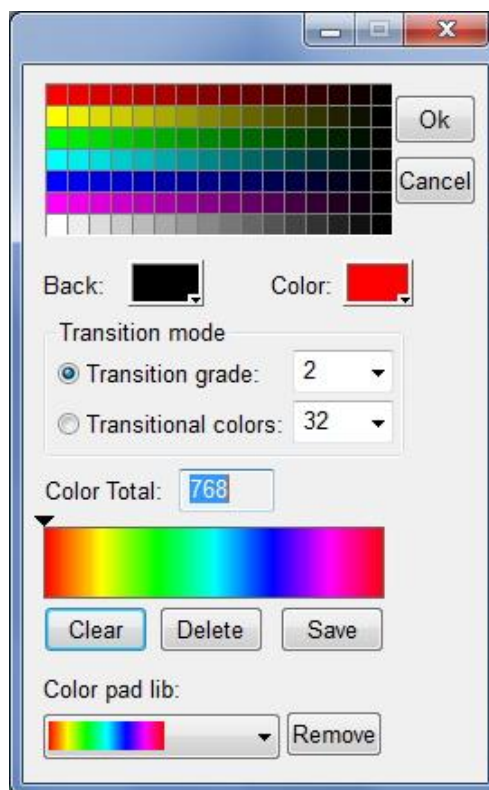 Ok
Cancel
Back: Color:
Transition mode
Transition grade: 2
Transitional colors: 32
Color Total: 768
Clear Delete Save
Color pad lib:
Remove